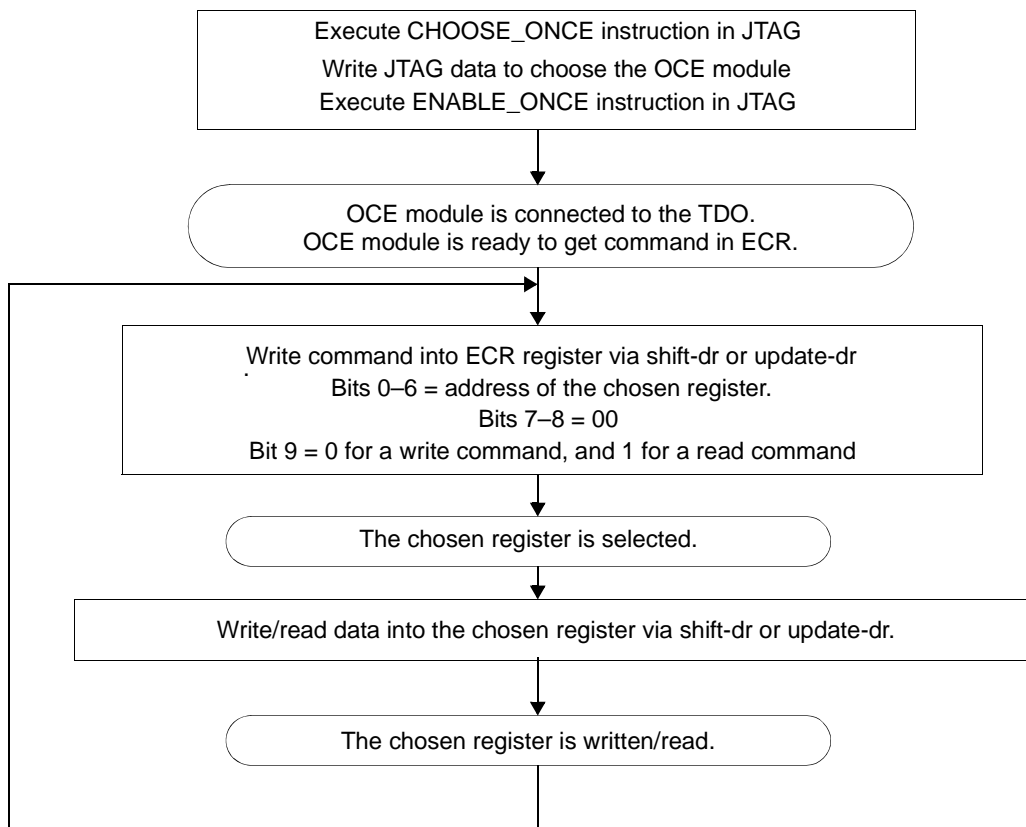 Execute CHOOSE_ONCE instruction in JTAG
Write JTAG data to choose the OCE module
Execute ENABLE_ONCE instruction in JTAG
OCE module is connected to the TDO.
OCE module is ready to get command in ECR.
Write command into ECR register via shift-dr or update-dr
.
Bits 0–6 = address of the chosen register.
Bits 7–8 = 00
Bit 9 = 0 for a write command, and 1 for a read command
The chosen register is selected.
Write/read data into the chosen register via shift-dr or update-dr.
The chosen register is written/read.